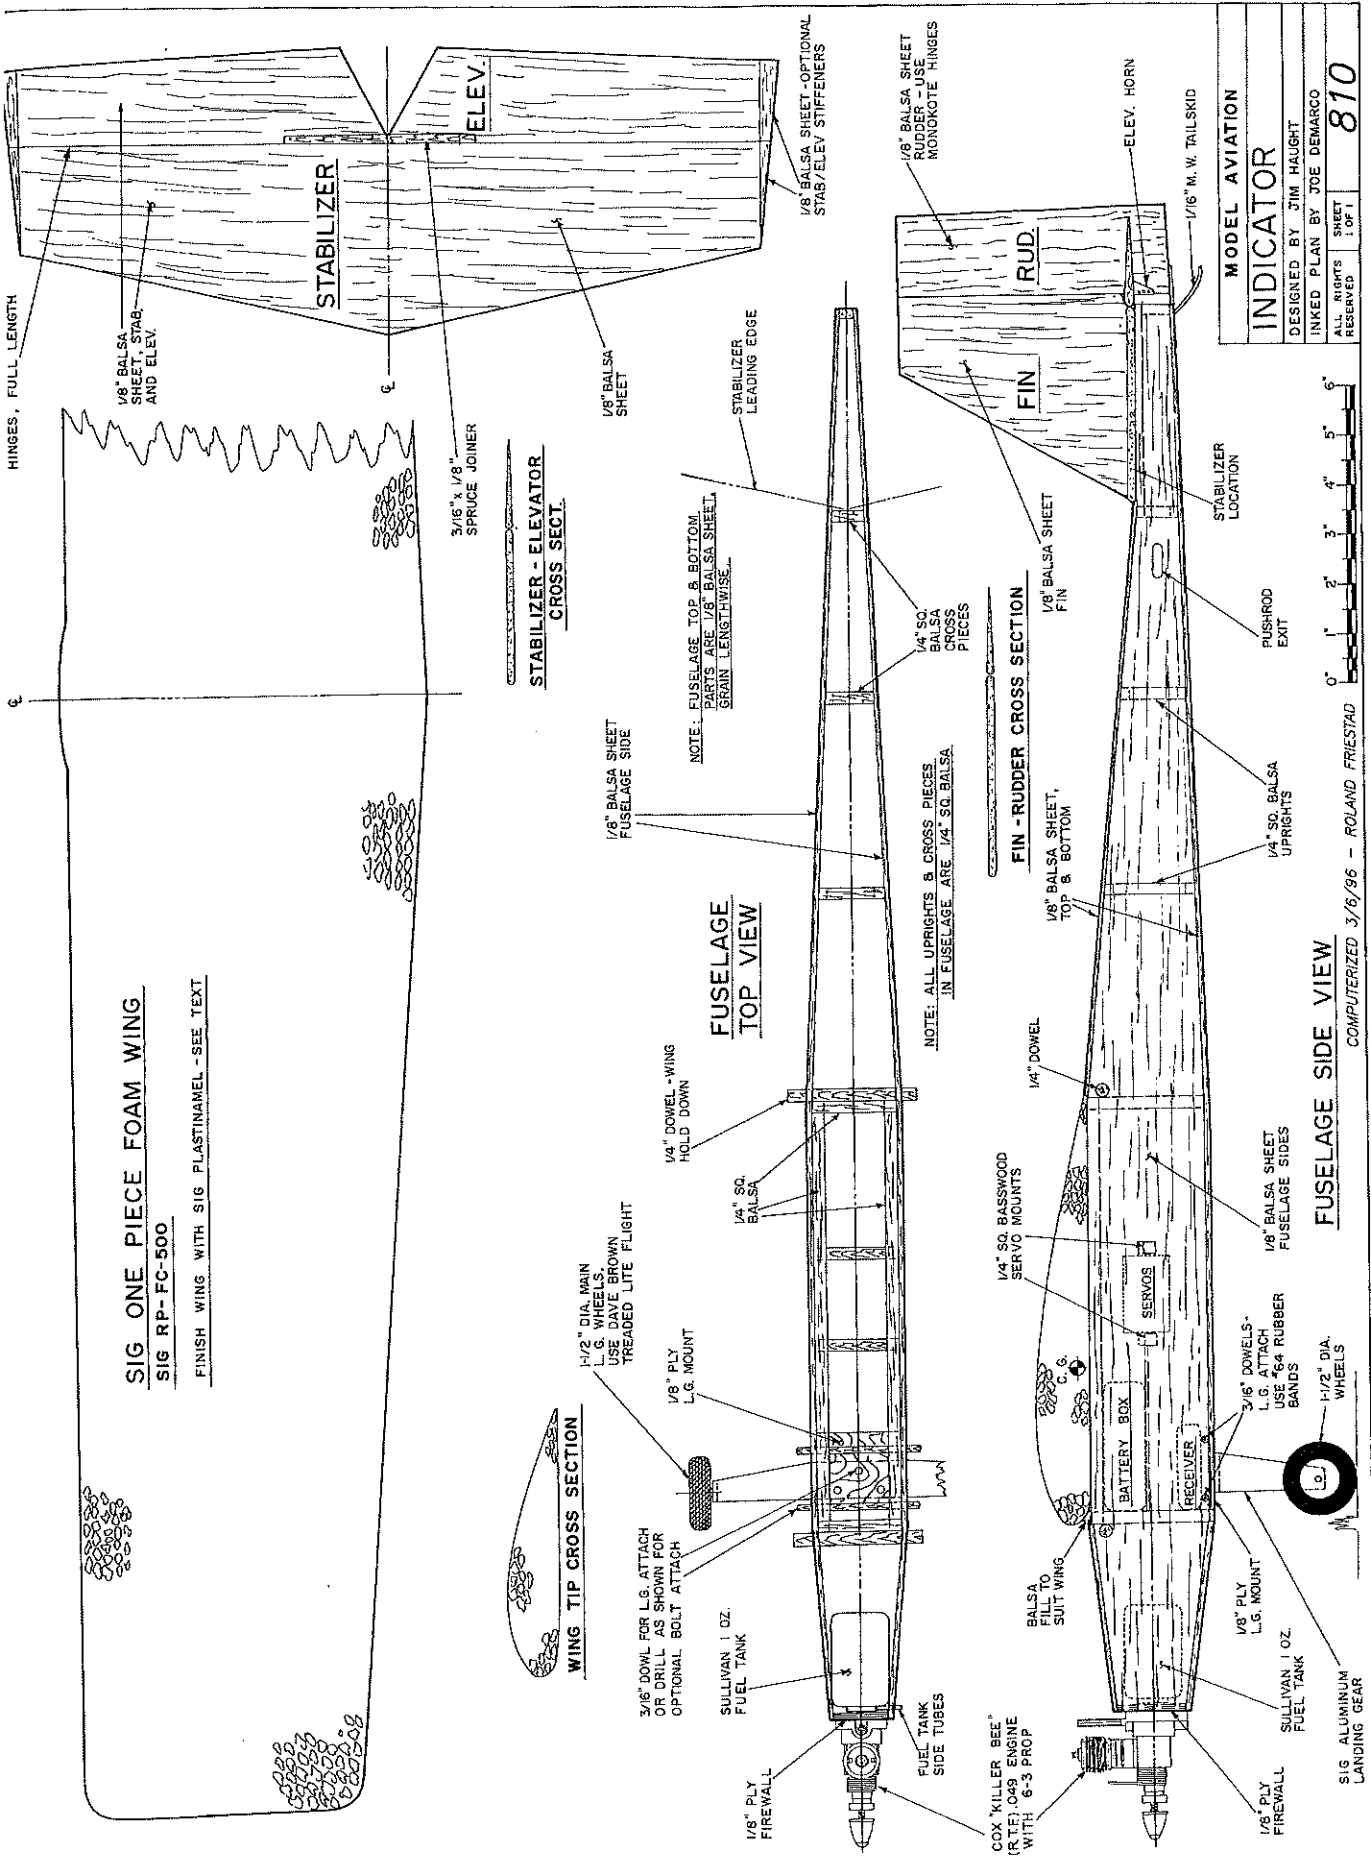 HINGES, FULL LENGTH
1/8" BALSA
SHEET, STAB,
AND ELEV.
STABILIZER
ELEV.
1/8" BALSA SHEET-OPTIONAL
STAB/ELEV STIFFENERS
℄
3/16" x 1/8"
SPRUCE JOINER
1/8" BALSA
SHEET
℄
SIG ONE PIECE FOAM WING
SIG RP-FC-500
FINISH WING WITH SIG PLASTINAMEL - SEE TEXT
STABILIZER - ELEVATOR
CROSS SECT.
WING TIP CROSS SECTION
1-1/2" DIA. MAIN
L.G. WHEELS.
USE DAVE BROWN
TREADED LITE FLIGHT
3/16" DOWL FOR L.G. ATTACH
OR DRILL AS SHOWN FOR
OPTIONAL BOLT ATTACH
1/8" PLY
L.G. MOUNT
SULLIVAN 1 OZ.
FUEL TANK
1/8" PLY
FIREWALL
FUEL TANK
SIDE TUBES
1/4" DOWEL - WING
HOLD DOWN
1/4" SQ.
BALSA
FUSELAGE
TOP VIEW
1/8" BALSA SHEET
FUSELAGE SIDE
NOTE: FUSELAGE TOP & BOTTOM
PARTS ARE 1/8" BALSA SHEET,
GRAIN LENGTHWISE.
STABILIZER
LEADING EDGE
1/4" SQ.
BALSA
CROSS
PIECES
NOTE: ALL UPRIGHTS & CROSS PIECES
IN FUSELAGE ARE 1/4" SQ. BALSA
FIN - RUDDER CROSS SECTION
1/8" BALSA SHEET
RUDDER - USE
MONOKOTE HINGES
1/8" BALSA SHEET
FIN
FIN
RUD.
ELEV. HORN
1/16" M.W. TAILSKID
STABILIZER
LOCATION
PUSHROD
EXIT
1/4" SQ. BALSA
UPRIGHTS
1/8" BALSA SHEET,
TOP & BOTTOM
1/4" DOWEL
1/4" SQ. BASSWOOD
SERVO MOUNTS
SERVOS
C.G.
BATTERY BOX
RECEIVER
1/8" BALSA SHEET
FUSELAGE SIDES
3/16" DOWELS-
L.G. ATTACH
USE #64 RUBBER
BANDS
1-1/2" DIA.
WHEELS
BALSA
FILL TO
SUIT WING
1/8" PLY
L.G. MOUNT
SULLIVAN 1 OZ.
FUEL TANK
SIG ALUMINUM
LANDING GEAR
COX "KILLER BEE"
(R.T.F.) .049 ENGINE
WITH 6-3 PROP
1/8" PLY
FIREWALL
FUSELAGE SIDE VIEW
COMPUTERIZED 3/6/96 - ROLAND FRIESTAD
0" 1" 2" 3" 4" 5" 6"
MODEL AVIATION
INDICATOR
DESIGNED BY JIM HAUGHT
INKED PLAN BY JOE DEMARCO
ALL RIGHTS
RESERVED
SHEET
1 OF 1
810